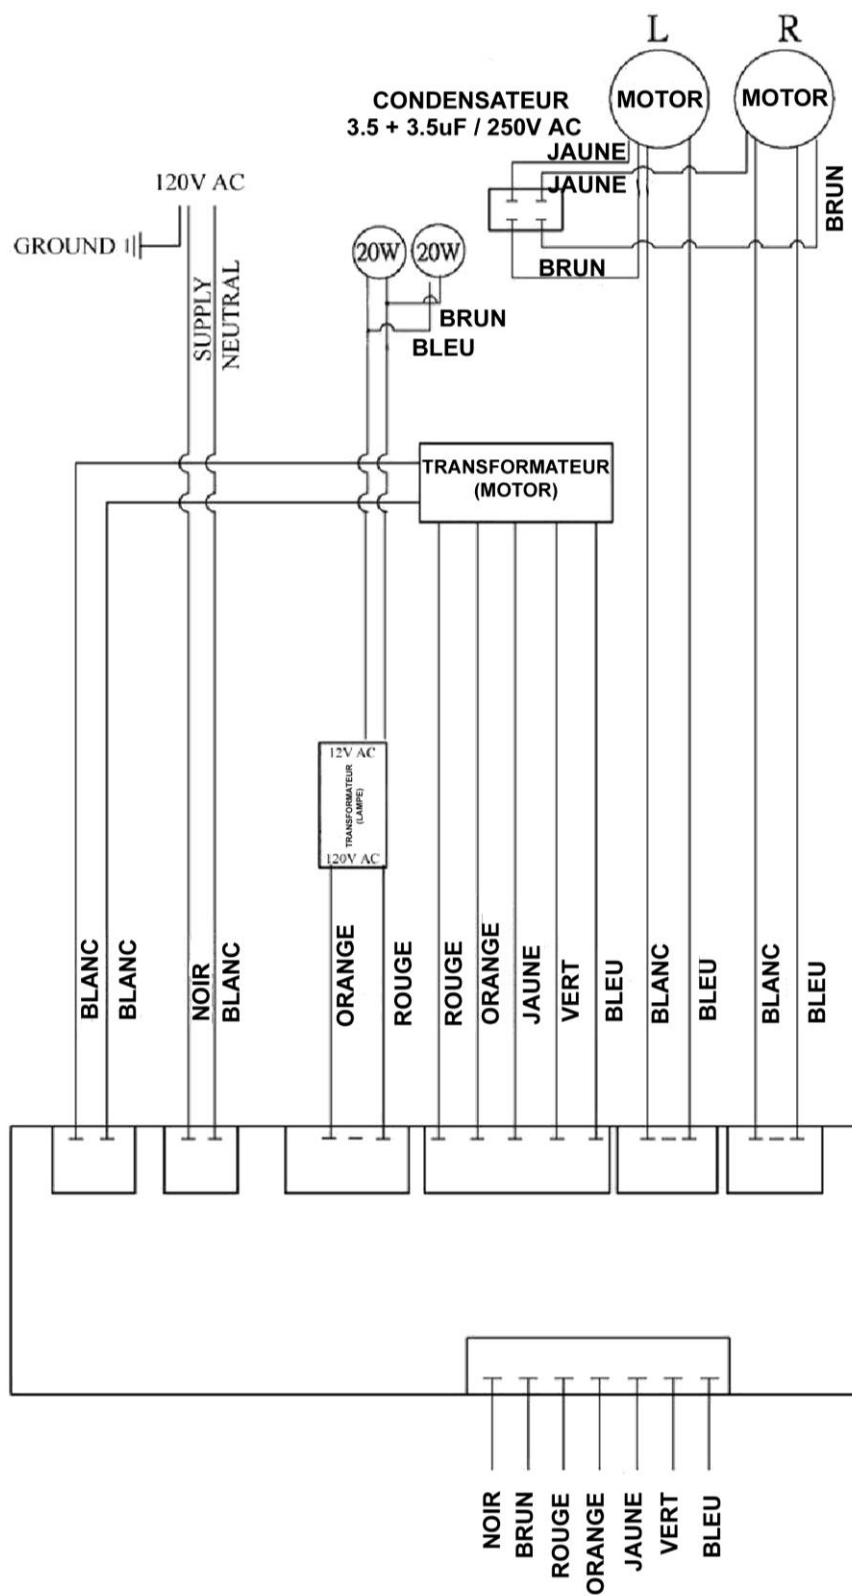 L R
MOTOR MOTOR
CONDENSATEUR
3.5 + 3.5uF / 250V AC
JAUNE
JAUNE
BRUN
BRUN
120V AC
GROUND
SUPPLY
NEUTRAL
20W 20W
BRUN
BLEU
TRANSFORMATEUR
(MOTOR)
12V AC
TRANSFORMATEUR
(LAMPE)
120V AC
BLANC
BLANC
NOIR
BLANC
ORANGE
ROUGE
ROUGE
ORANGE
JAUNE
VERT
BLEU
BLANC
BLEU
BLANC
BLEU
NOIR
BRUN
ROUGE
ORANGE
JAUNE
VERT
BLEU